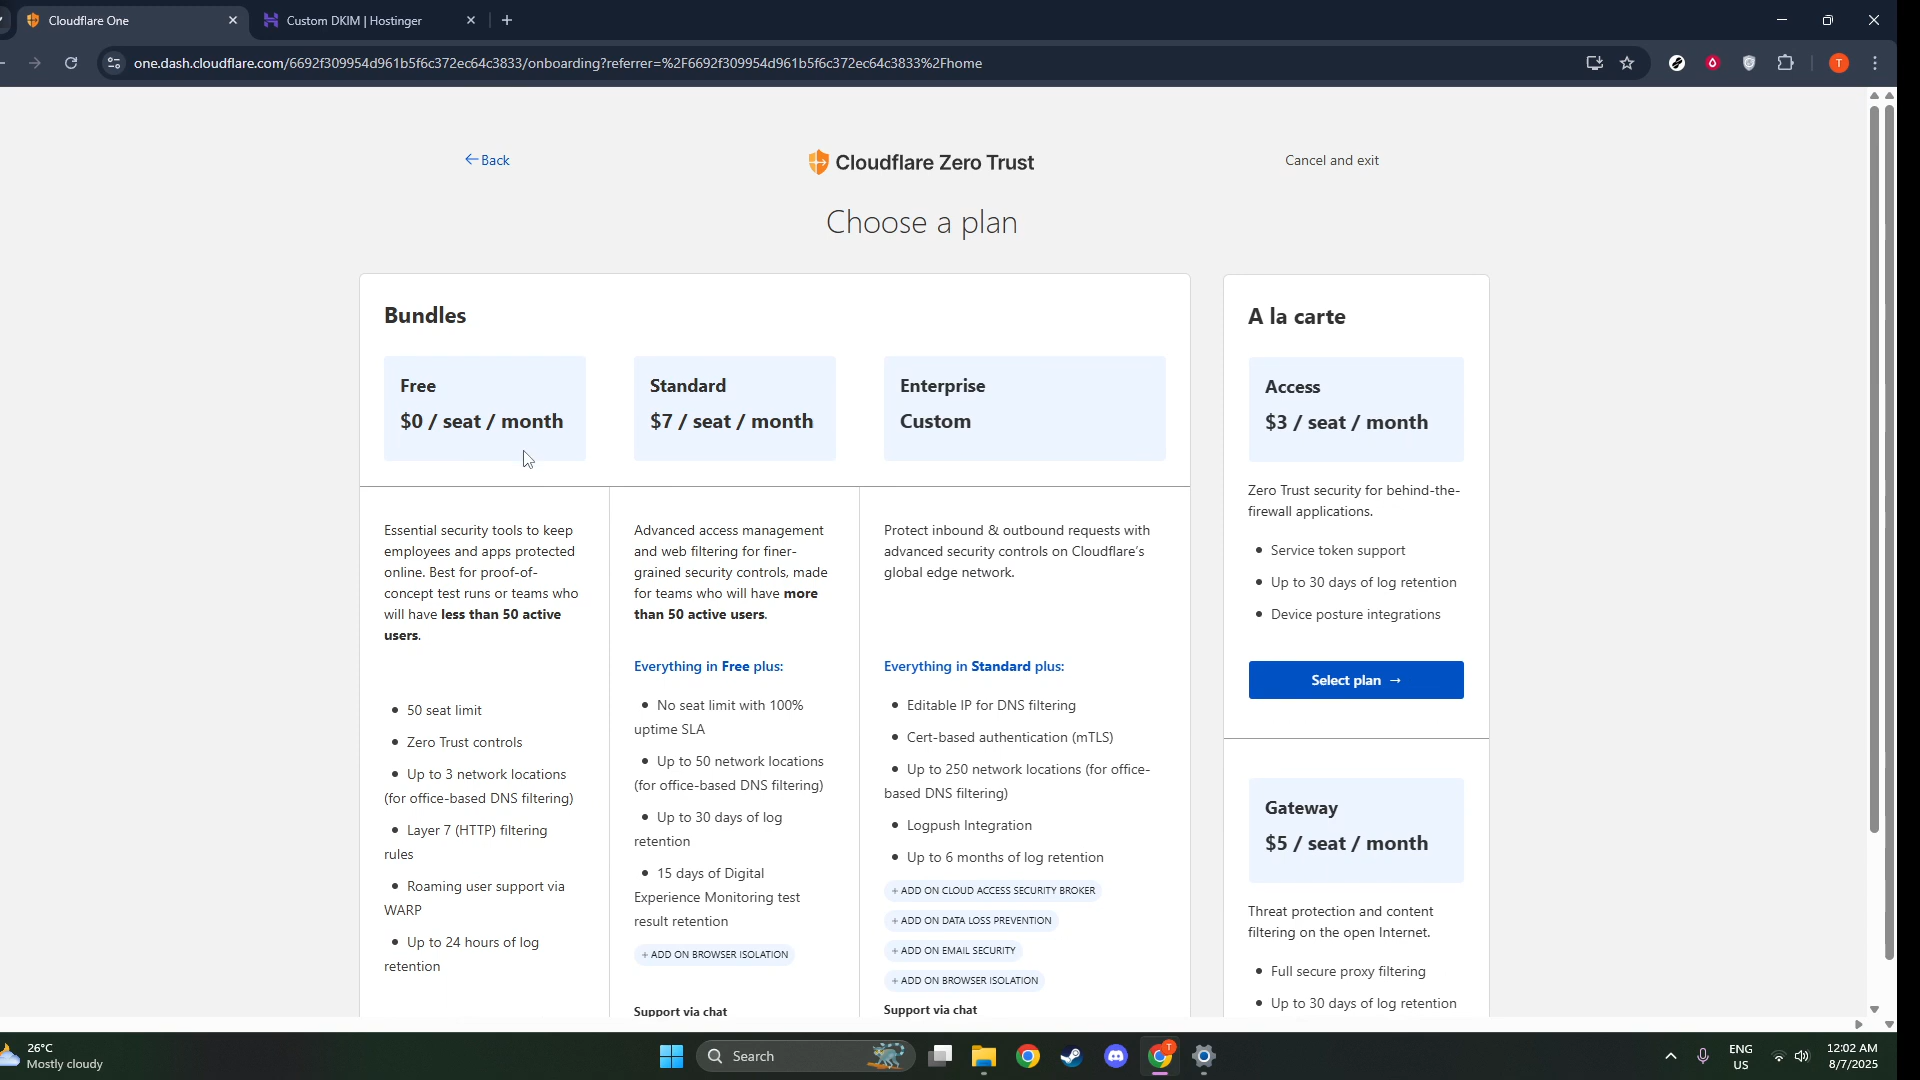 Cloudflare One
Custom DKIM | Hostinger
one.dash.cloudflare.com/6692f309954d961b5f6c372ec64c3833/onboarding?referrer=%2F6692f309954d961b5f6c372ec64c3833%2Fhome
T
← Back
Cloudflare Zero Trust
Cancel and exit
Choose a plan
Bundles
Free
$0 / seat / month
Standard
$7 / seat / month
Enterprise
Custom
Essential security tools to keep
employees and apps protected
online. Best for proof-of-
concept test runs or teams who
will have less than 50 active
users.
• 50 seat limit
• Zero Trust controls
• Up to 3 network locations
(for office-based DNS filtering)
• Layer 7 (HTTP) filtering
rules
• Roaming user support via
WARP
• Up to 24 hours of log
retention
Advanced access management
and web filtering for finer-
grained security controls, made
for teams who will have more
than 50 active users.
Everything in Free plus:
• No seat limit with 100%
uptime SLA
• Up to 50 network locations
(for office-based DNS filtering)
• Up to 30 days of log
retention
• 15 days of Digital
Experience Monitoring test
result retention
+ ADD ON BROWSER ISOLATION
Support via chat
Protect inbound & outbound requests with
advanced security controls on Cloudflare's
global edge network.
Everything in Standard plus:
• Editable IP for DNS filtering
• Cert-based authentication (mTLS)
• Up to 250 network locations (for office-
based DNS filtering)
• Logpush Integration
• Up to 6 months of log retention
+ ADD ON CLOUD ACCESS SECURITY BROKER
+ ADD ON DATA LOSS PREVENTION
+ ADD ON EMAIL SECURITY
+ ADD ON BROWSER ISOLATION
Support via chat
A la carte
Access
$3 / seat / month
Zero Trust security for behind-the-
firewall applications.
• Service token support
• Up to 30 days of log retention
• Device posture integrations
Select plan →
Gateway
$5 / seat / month
Threat protection and content
filtering on the open Internet.
• Full secure proxy filtering
• Up to 30 days of log retention
26°C
Mostly cloudy
Search
T
ENG
US
12:02 AM
8/7/2025